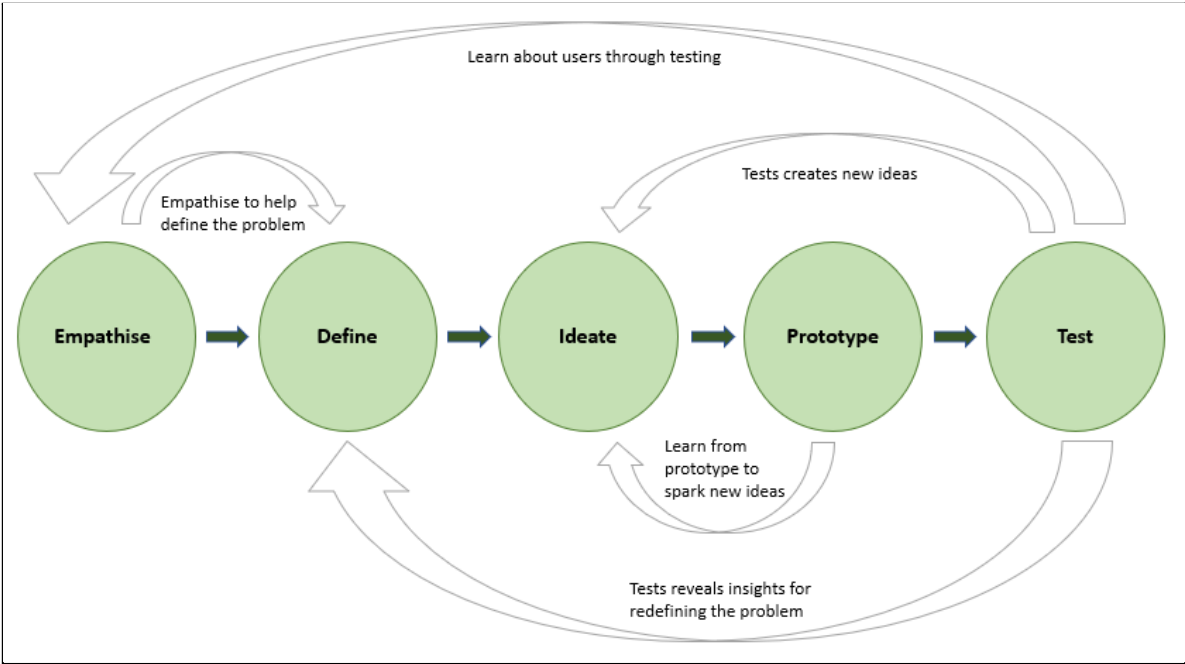 Learn about users through testing
Tests creates new ideas
Empathise to help
define the problem
Empathise
Define
Ideate
Prototype
Test
Learn from
prototype to
spark new ideas
Tests reveals insights for
redefining the problem